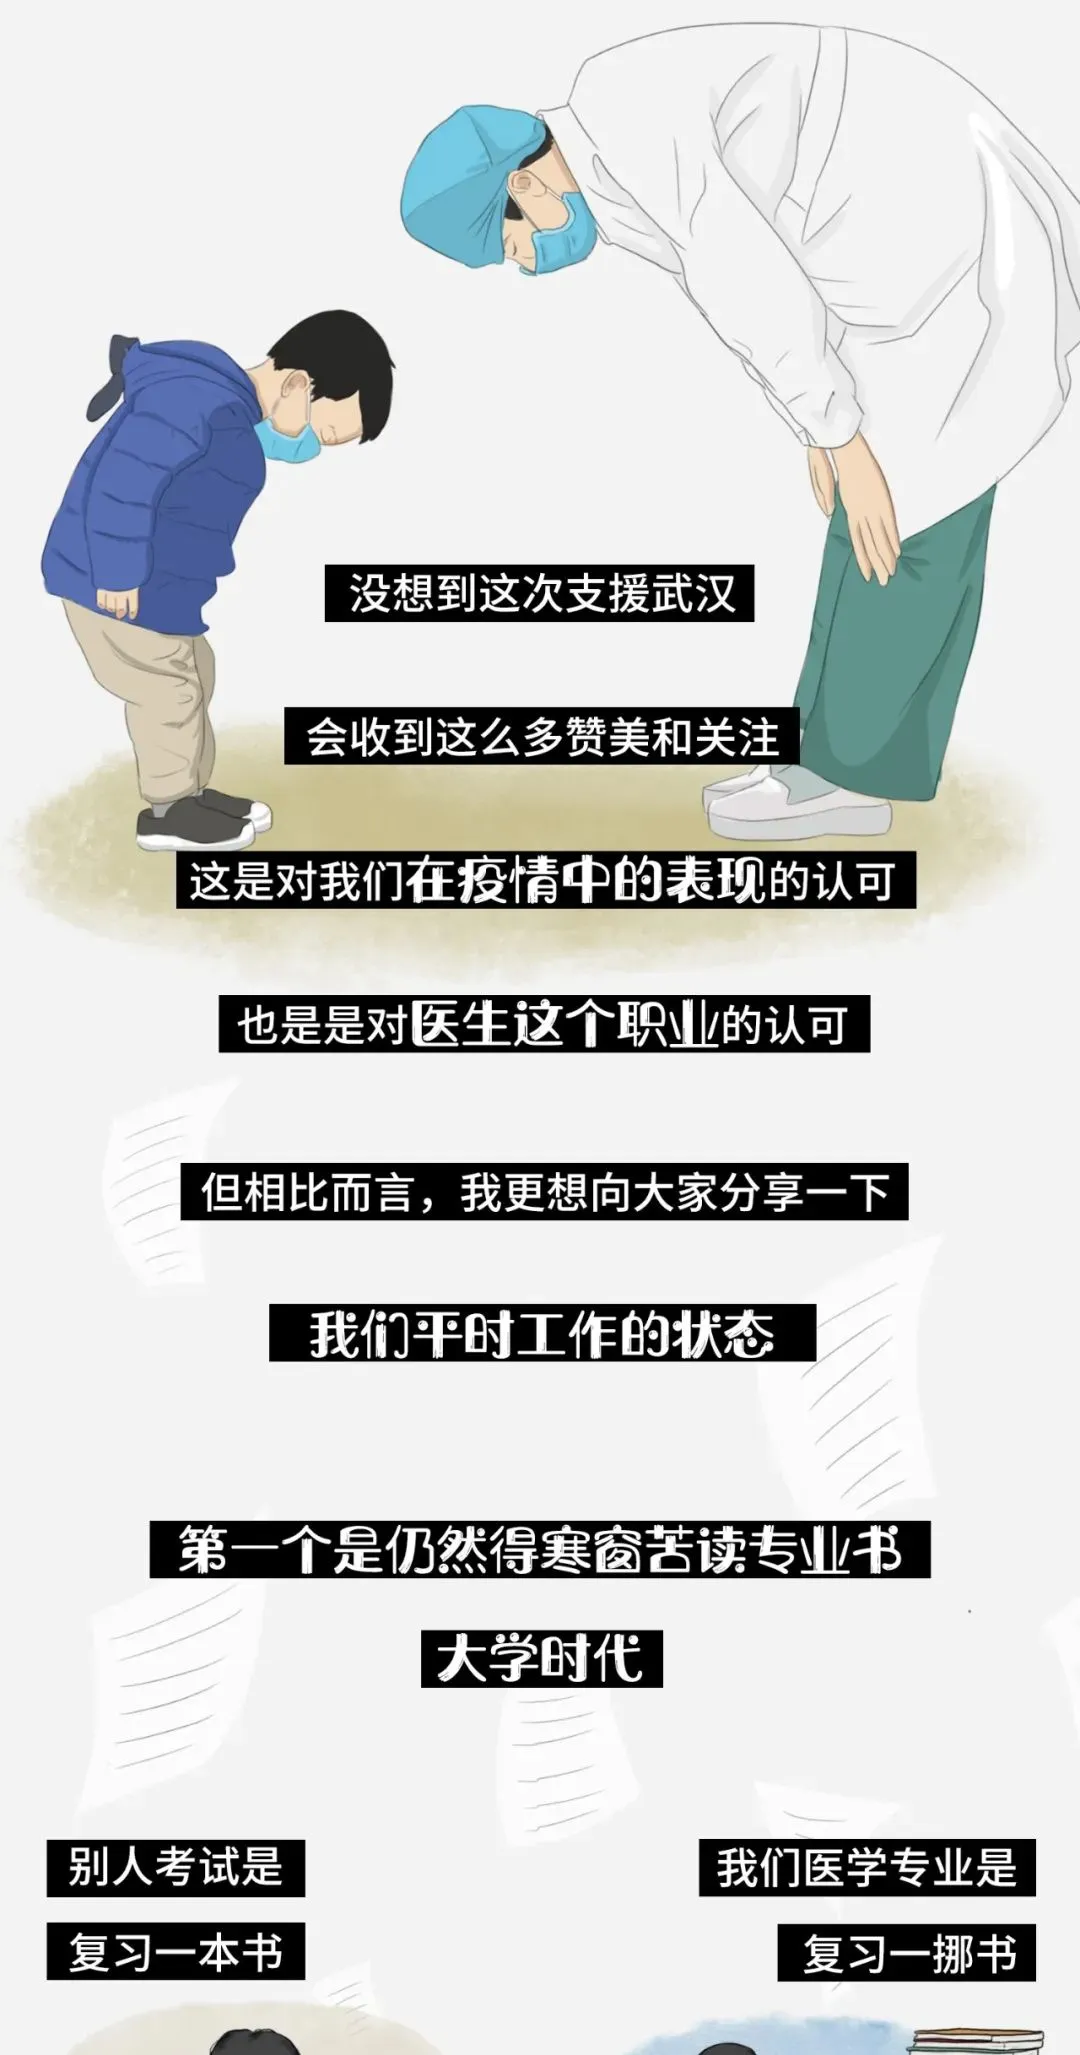 没想到这次支援武汉
会收到这么多赞美和关注
这是对我们在疫情中的表现的认可
也是是对医生这个职业的认可
但相比而言，我更想向大家分享一下
我们平时工作的状态
第一个是仍然得寒窗苦读专业书
大学时代
别人考试是
复习一本书
我们医学专业是
复习一挪书